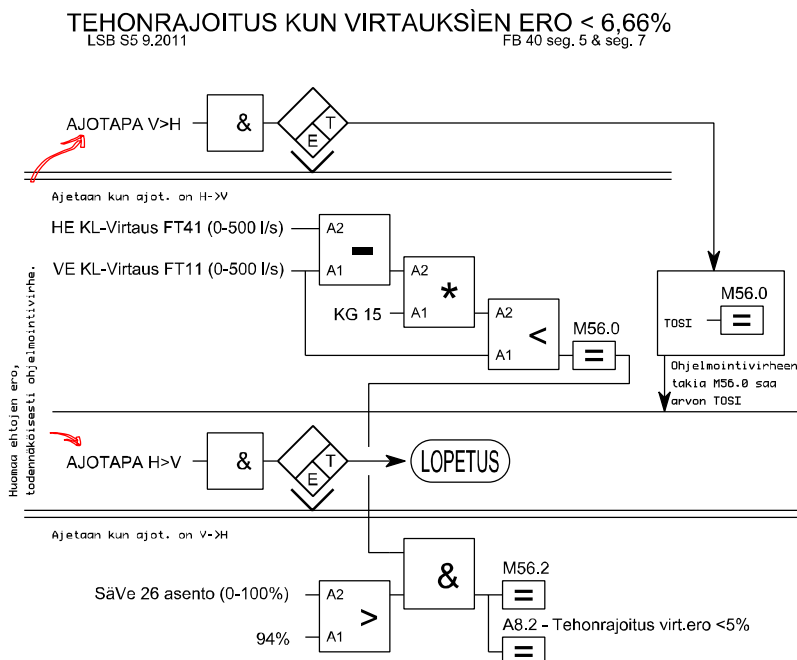 TEHONRAJOITUS KUN VIRTAUKSÌEN ERO < 6,66%
LSB S5 9.2011
FB 40 seg. 5 & seg. 7
AJOTAPA V>H
&
T
E
Ajetaan kun ajot. on H->V
HE KL-Virtaus FT41 (0-500 l/s)
A2
-
VE KL-Virtaus FT11 (0-500 l/s)
A1
A2
*
KG 15
A1
A2
<
A1
M56.0
=
M56.0
TOSI
=
Ohjelmointivirheen
takia M56.0 saa
arvon TOSI
Huomaa ehtojen ero,
todennäköisesti ohjelmointivirhe.
AJOTAPA H>V
&
T
E
LOPETUS
Ajetaan kun ajot. on V->H
&
M56.2
=
SäVe 26 asento (0-100%)
A2
>
94%
A1
A8.2 - Tehonrajoitus virt.ero <5%
=